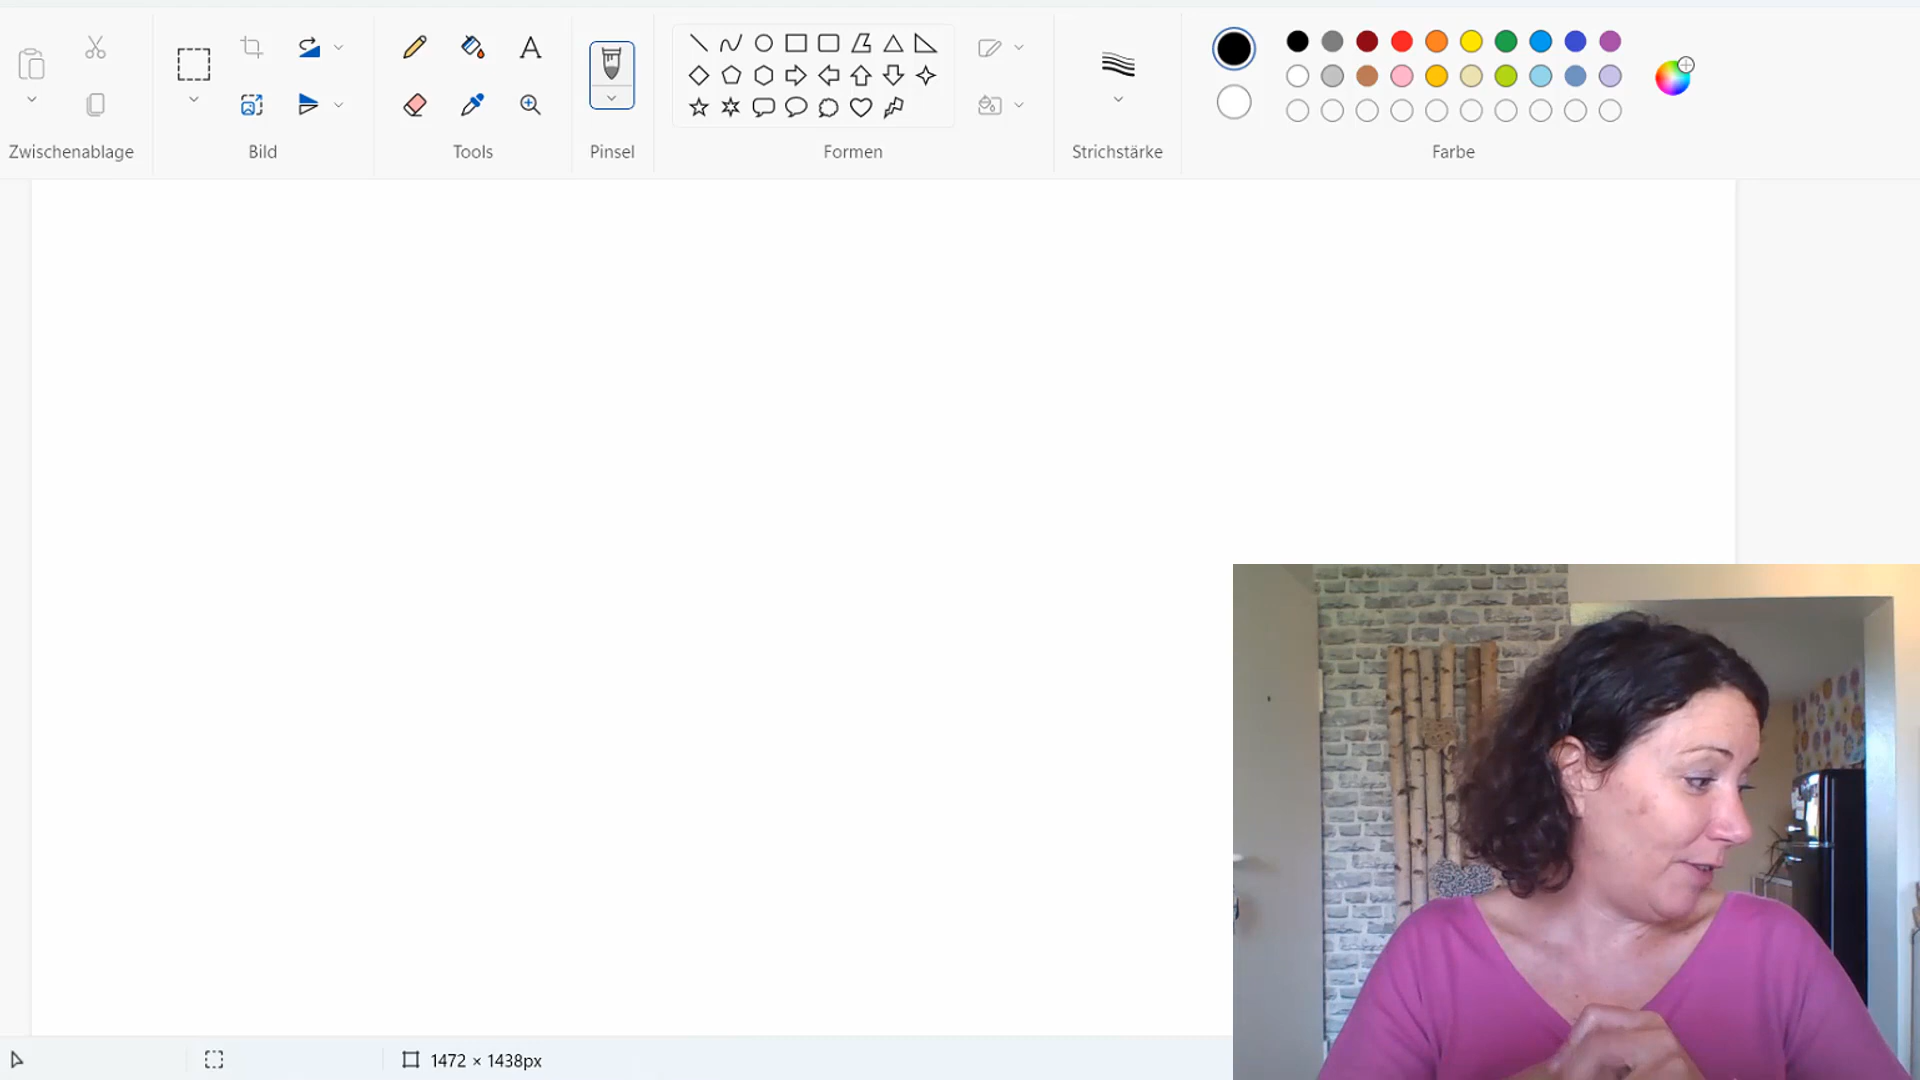 Zwischenablage
Bild
Tools
Pinsel
Formen
Strichstärke
Farbe
1472 × 1438px